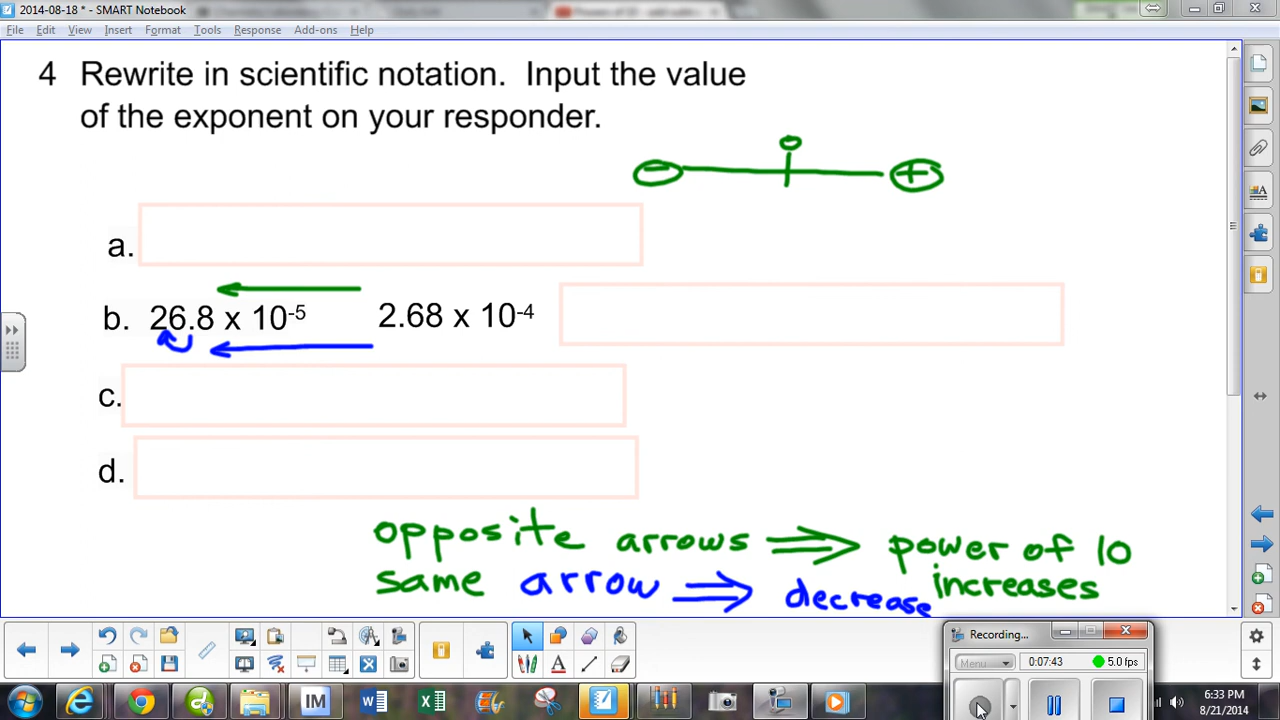 2014-08-18 * - SMART Notebook
File Edit View Insert Format Tools Response Add-ons Help
4 Rewrite in scientific notation. Input the value
of the exponent on your responder.
o
− +
a.
b. 26.8 x 10⁻⁵ 2.68 x 10⁻⁴
c.
d.
opposite arrows ⇒ power of 10
increases
same arrow ⇒ decrease
Recording...
Menu 0:07:43 5.0 fps
IM
6:33 PM
8/21/2014